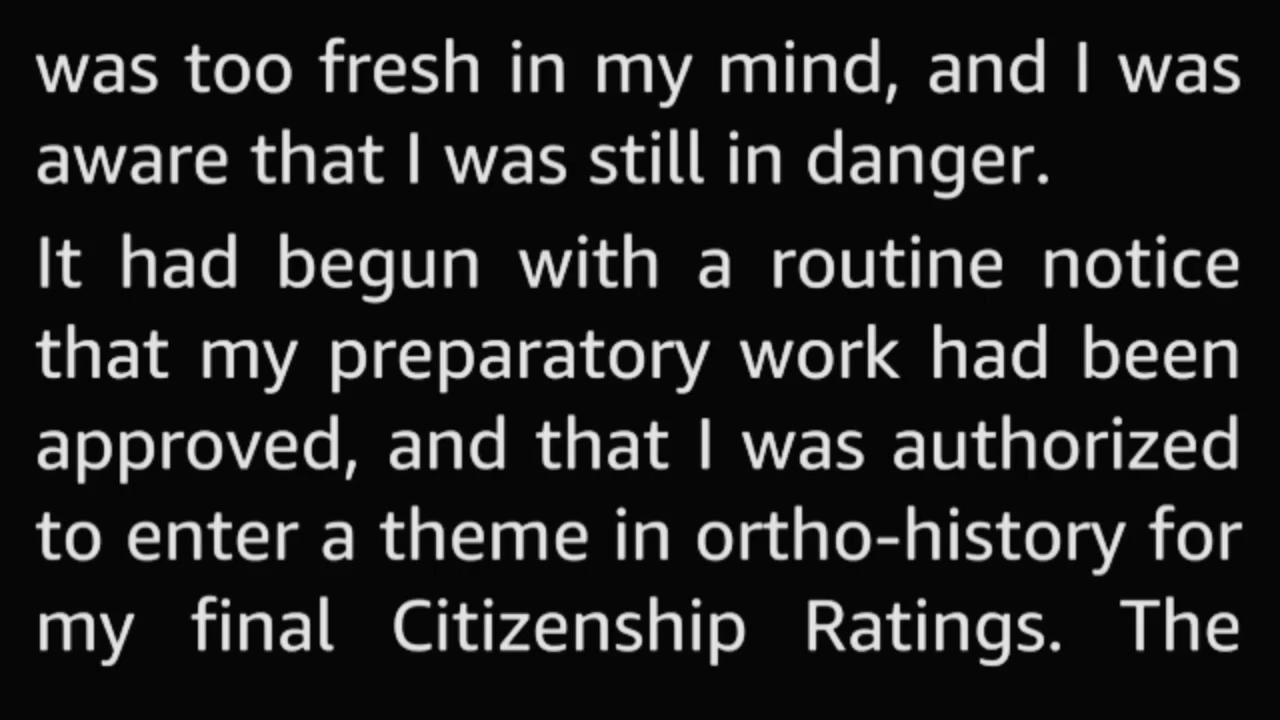 was too fresh in my mind, and I was
aware that I was still in danger.
It had begun with a routine notice
that my preparatory work had been
approved, and that I was authorized
to enter a theme in ortho-history for
my final Citizenship Ratings. The